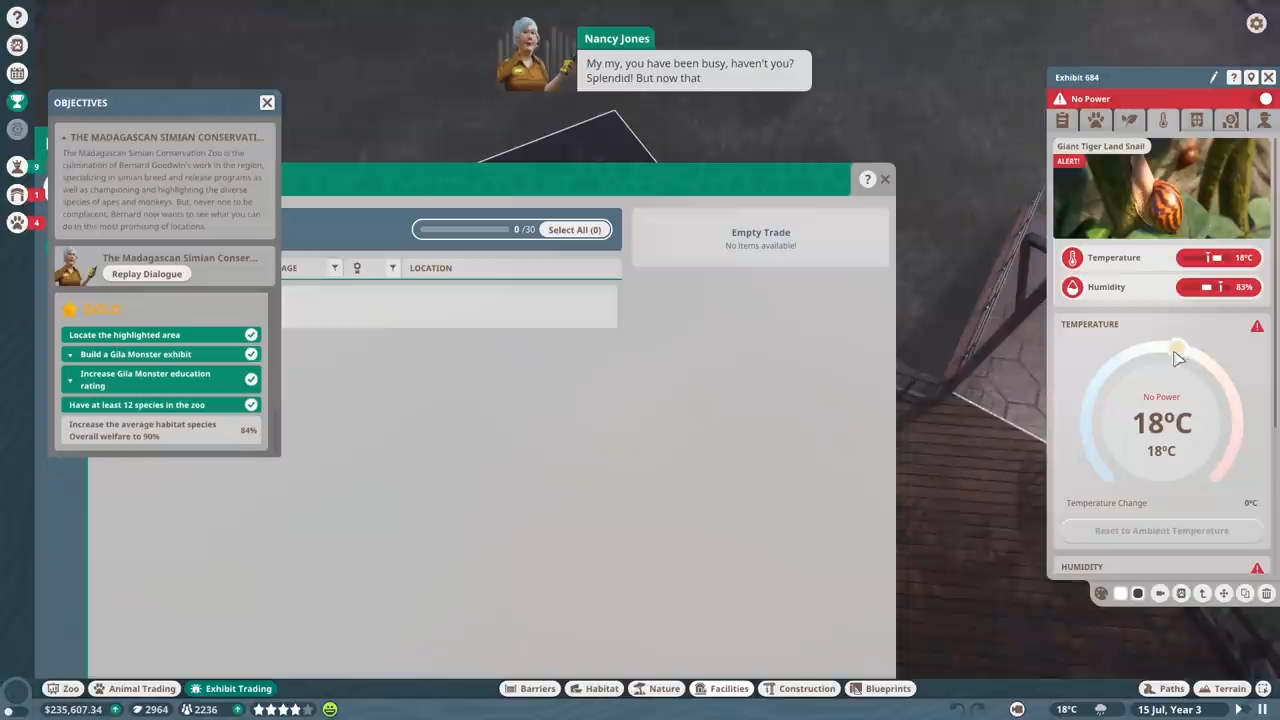 Nancy Jones
My my, you have been busy, haven't you?
Splendid! But now that
OBJECTIVES
THE MADAGASCAN SIMIAN CONSERVATI...
The Madagascan Simian Conservation Zoo is the
culmination of Bernard Goodwin's work in the region,
specializing in simian breed and release programs as
well as championing and highlighting the diverse
species of apes and monkeys. But, never one to be
complacent, Bernard now wants to see what you can
do in this most promising of locations.
The Madagascan Simian Conser...
Replay Dialogue
GOLD
Locate the highlighted area
Build a Gila Monster exhibit
Increase Gila Monster education
rating
Have at least 12 species in the zoo
Increase the average habitat species
Overall welfare to 90%
84%
9
1
4
0 /30
Select All (0)
AGE
LOCATION
Empty Trade
No items available!
Exhibit 684
No Power
Giant Tiger Land Snail
ALERT!
Temperature
18°C
Humidity
83%
TEMPERATURE
No Power
18°C
18°C
Temperature Change
0°C
Reset to Ambient Temperature
HUMIDITY
Zoo
Animal Trading
Exhibit Trading
Barriers
Habitat
Nature
Facilities
Construction
Blueprints
Paths
Terrain
$235,607.34
2964
2236
18°C
15 Jul, Year 3